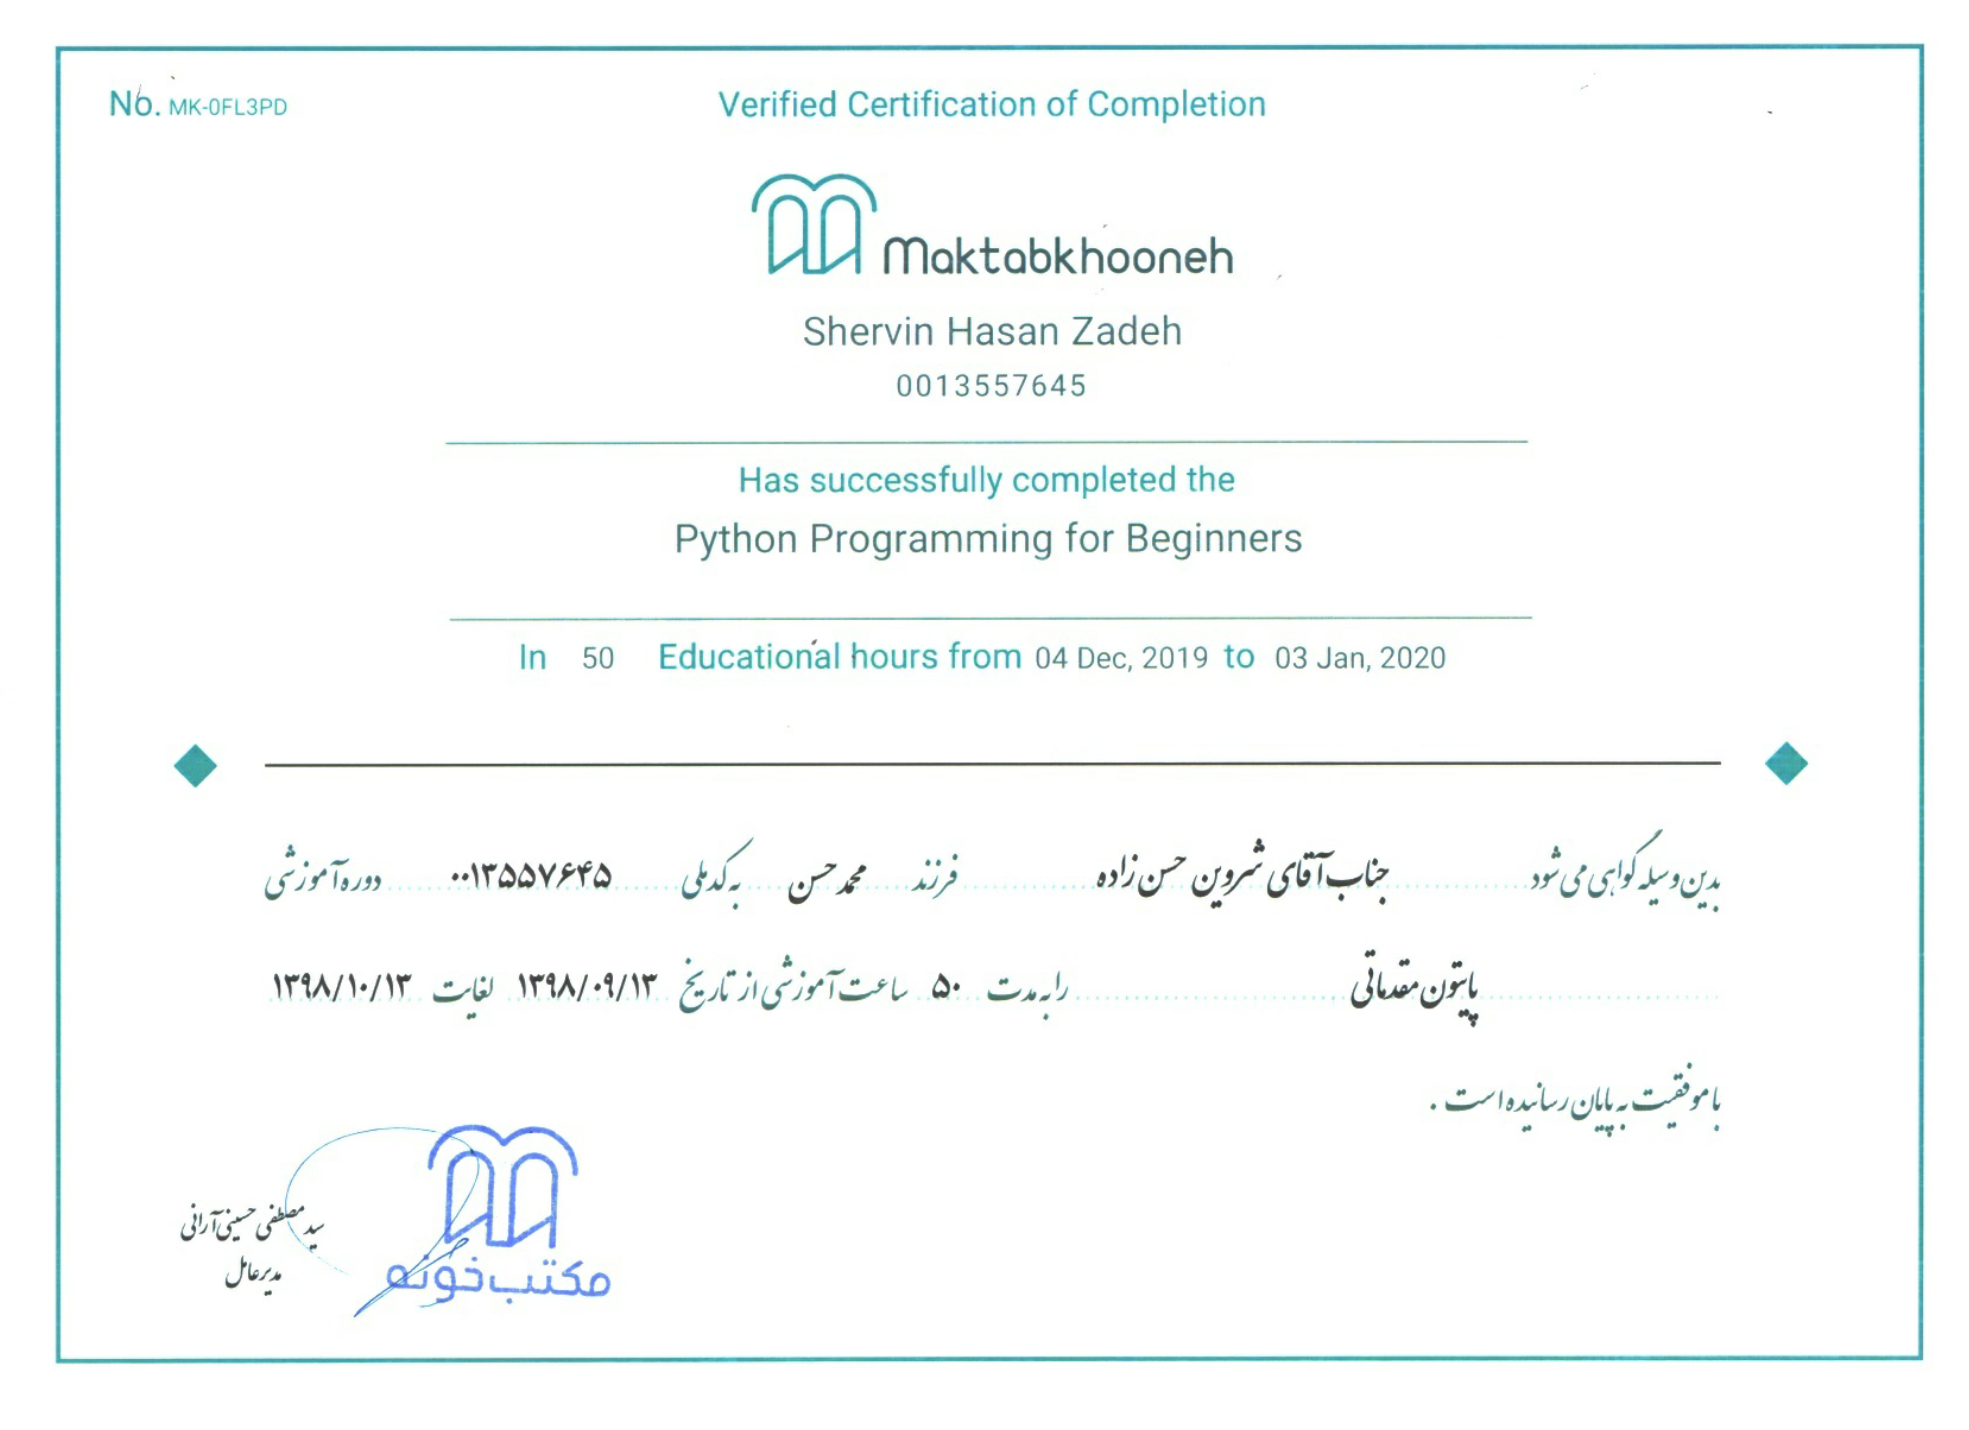 No. MK-0FL3PD
Verified Certification of Completion
Maktabkhooneh
Shervin Hasan Zadeh
0013557645
Has successfully completed the
Python Programming for Beginners
In 50 Educational hours from 04 Dec, 2019 to 03 Jan, 2020
بدین وسیله گواهی می شود جناب آقای شروین حسن زاده فرزند محمد حسن به کد ملی ۰۰۱۳۵۵۷۶۴۵ دوره آموزشی
پایتون مقدماتی را به مدت ۵۰ ساعت آموزشی از تاریخ ۱۳۹۸/۰۹/۱۳ لغایت ۱۳۹۸/۱۰/۱۳
با موفقیت به پایان رسانیده است .
سید مصطفی حسینی آرانی
مدیرعامل
مکتب خونه